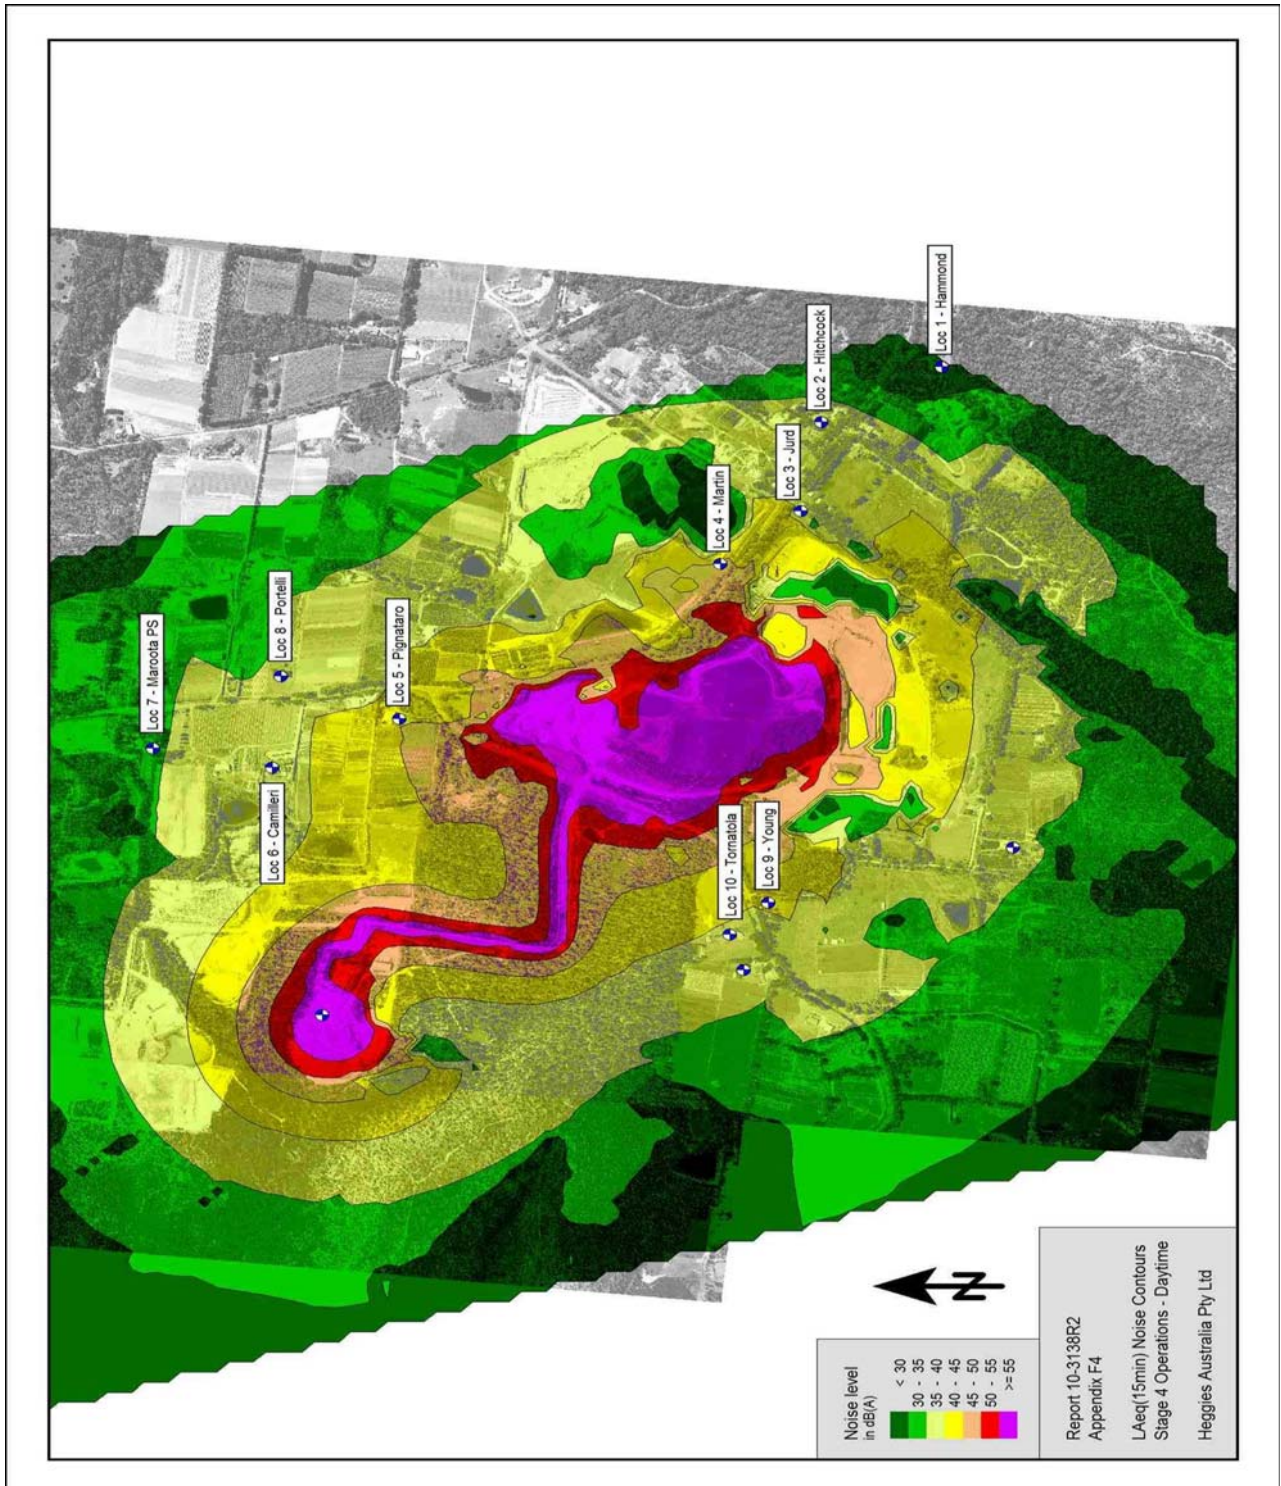 Loc 7 - Maroota PS
Loc 8 - Portelli
Loc 6 - Camilleri
Loc 5 - Pignataro
Loc 4 - Martin
Loc 3 - Jurd
Loc 2 - Hitchcock
Loc 1 - Hammond
Loc 10 - Tornatola
Loc 9 - Young
N
Noise level
in dB(A)
< 30
30 - 35
35 - 40
40 - 45
45 - 50
50 - 55
>= 55
Report 10-3138R2
Appendix F4
LAeq(15min) Noise Contours
Stage 4 Operations - Daytime
Heggies Australia Pty Ltd